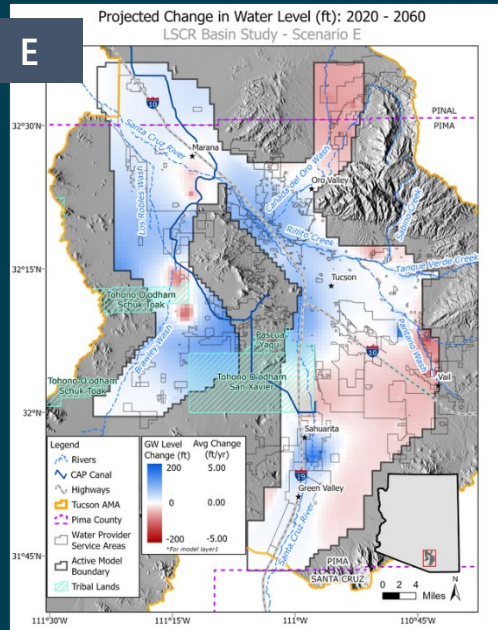 E
Projected Change in Water Level (ft): 2020 - 2060
LSCR Basin Study - Scenario E
PINAL
PIMA
32°30'N
32°15'N
32°N
31°45'N
10
Santa Cruz River
Marana
Cañada del Oro Wash
Oro Valley
Los Robles Wash
Sabino Creek
Rillito Creek
Tanque Verde Creek
Tucson
Tohono O'odham
Schuk Toak
Brawley Wash
Pascua
Yaqui
Pantano Wash
10
Vail
Tohono O'odham
Schuk Toak
Tohono O'odham
San Xavier
Sahuarita
19
Green Valley
Santa Cruz River
PIMA
SANTA CRUZ
Legend
Rivers
CAP Canal
Highways
Tucson AMA
Pima County
Water Provider
Service Areas
Active Model
Boundary
Tribal Lands
GW Level
Change (ft)
Avg Change
(ft/yr)
200 5.00
0 0.00
-200 -5.00
*For model layer1
0 2 4
Miles
N
111°30'W 111°15'W 111°W 110°45'W